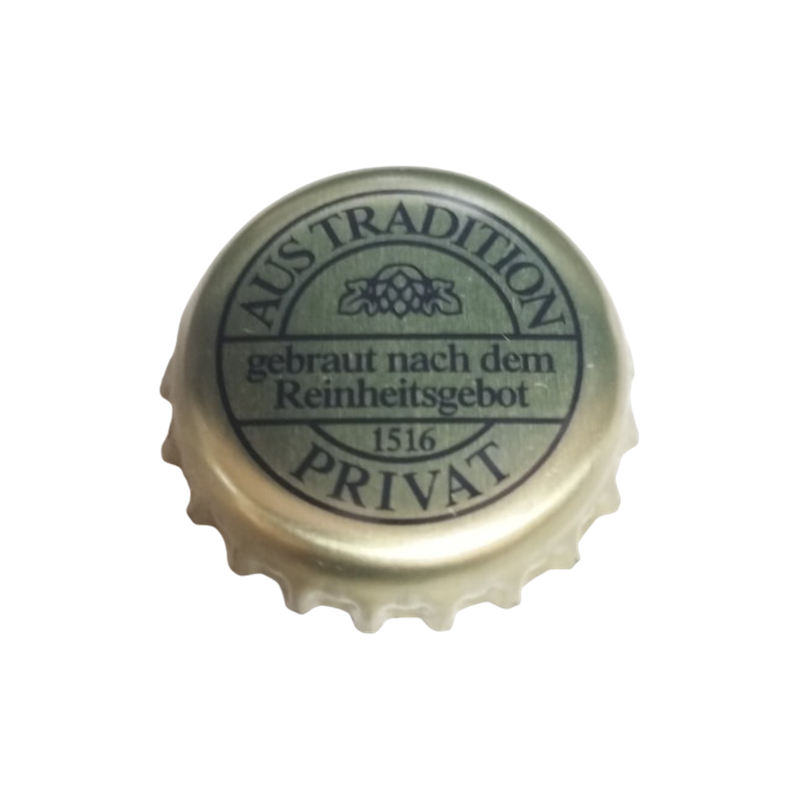 AUS TRADITION
gebraut nach dem
Reinheitsgebot
1516
PRIVAT